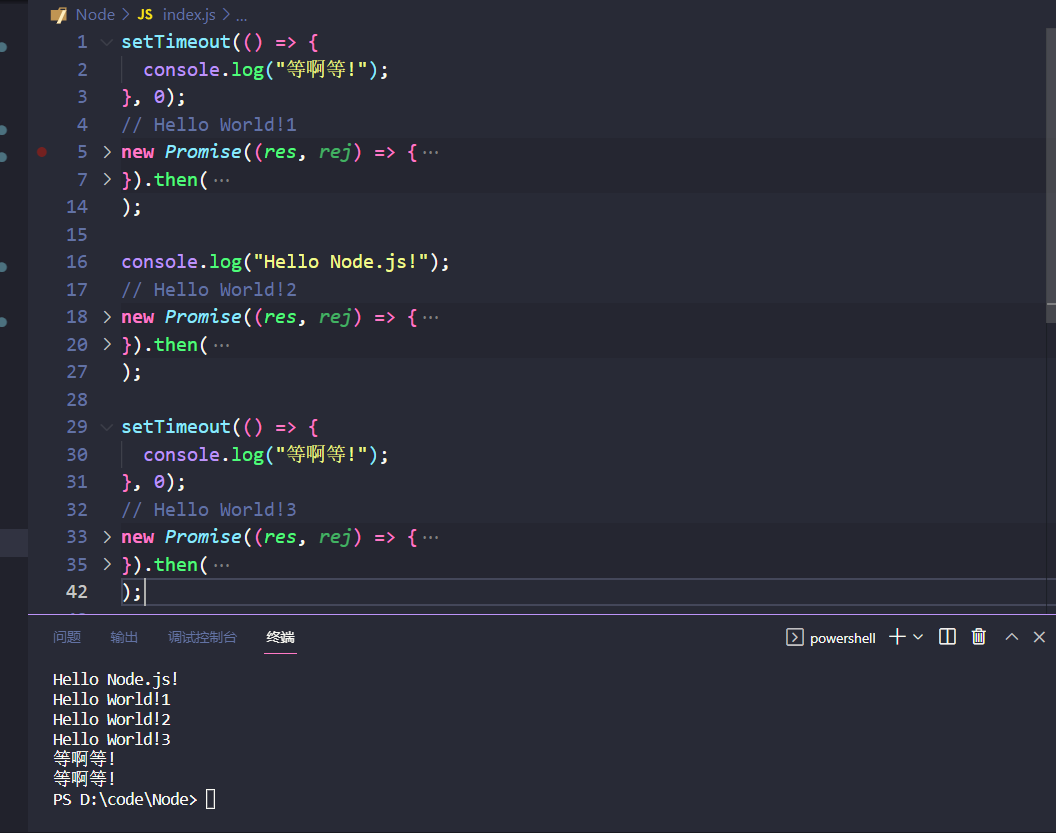 Node > JS index.js > ...
1 setTimeout(() => {
2 console.log("等啊等!");
3 }, 0);
4 // Hello World!1
5 > new Promise((res, rej) => { ···
7 > }).then( ···
14 );
15
16 console.log("Hello Node.js!");
17 // Hello World!2
18 > new Promise((res, rej) => { ···
20 > }).then( ···
27 );
28
29 setTimeout(() => {
30 console.log("等啊等!");
31 }, 0);
32 // Hello World!3
33 > new Promise((res, rej) => { ···
35 > }).then( ···
42 );
问题 输出 调试控制台 终端 powershell
Hello Node.js!
Hello World!1
Hello World!2
Hello World!3
等啊等!
等啊等!
PS D:\code\Node>